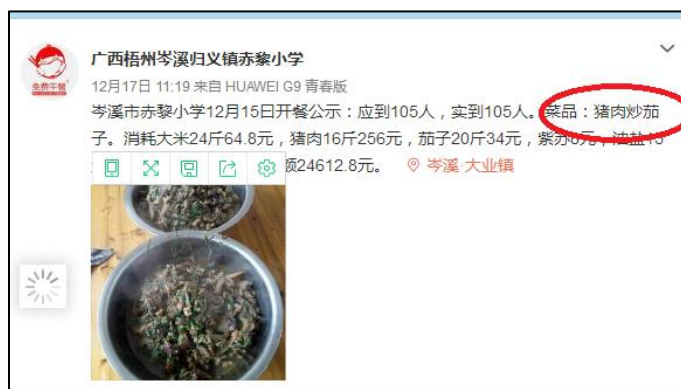 免费午餐
广西梧州岑溪归义镇赤黎小学
12月17日 11:19 来自 HUAWEI G9 青春版
岑溪市赤黎小学12月15日开餐公示：应到105人，实到105人。菜品：猪肉炒茄
子。消耗大米24斤64.8元，猪肉16斤256元，茄子20斤34元，紫苏8元，油盐15
额24612.8元。 岑溪·大业镇